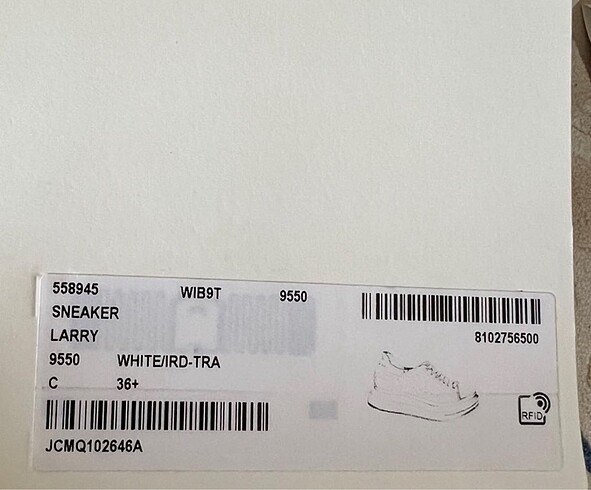 558945 WIB9T 9550
SNEAKER
LARRY
8102756500
9550 WHITE/IRD-TRA
C 36+
RFID
JCMQ102646A